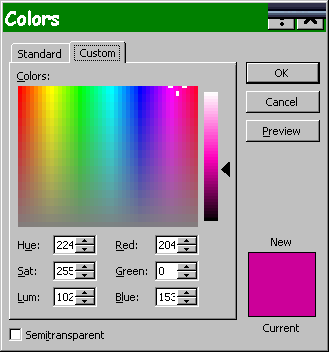 Colors
Standard
Custom
Colors:
OK
Cancel
Preview
Hue: 224 Red: 204
Sat: 255 Green: 0
Lum: 102 Blue: 153
New
Current
Semitransparent